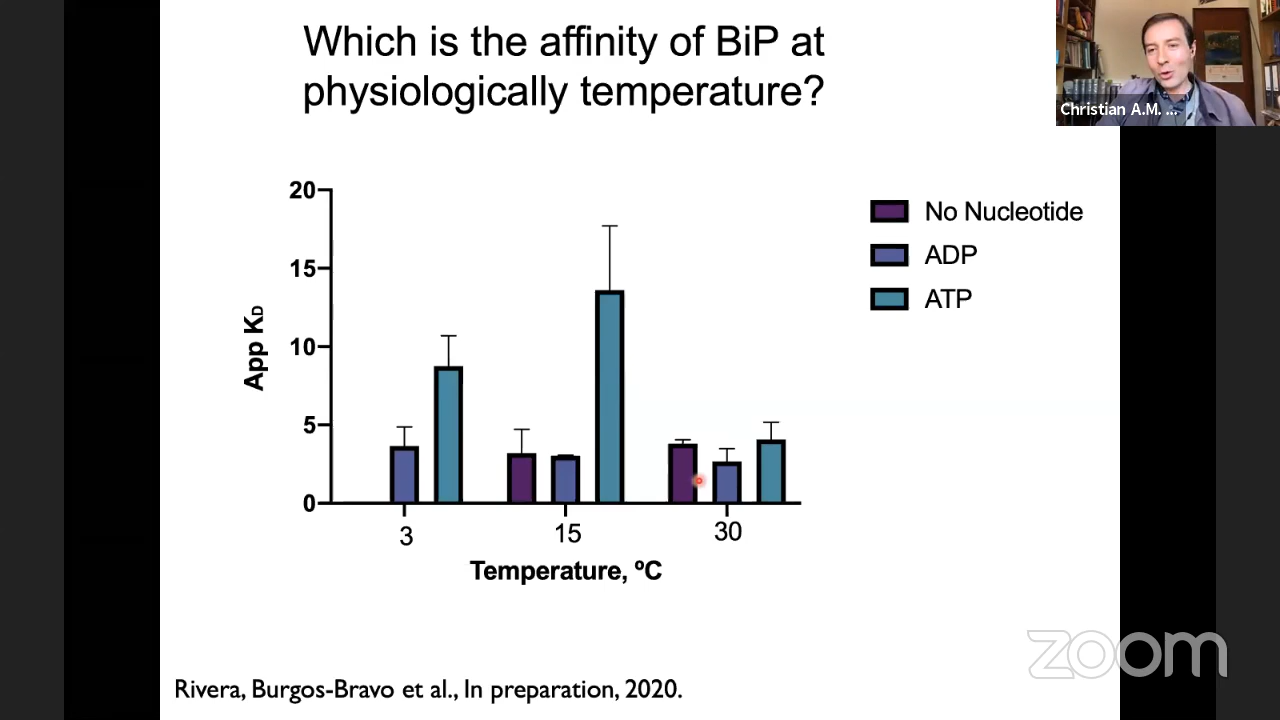 Which is the affinity of BiP at
physiologically temperature?
Christian A.M. ...
20
15
10
5
0
App KD
3
15
30
Temperature, ºC
No Nucleotide
ADP
ATP
zoom
Rivera, Burgos-Bravo et al., In preparation, 2020.